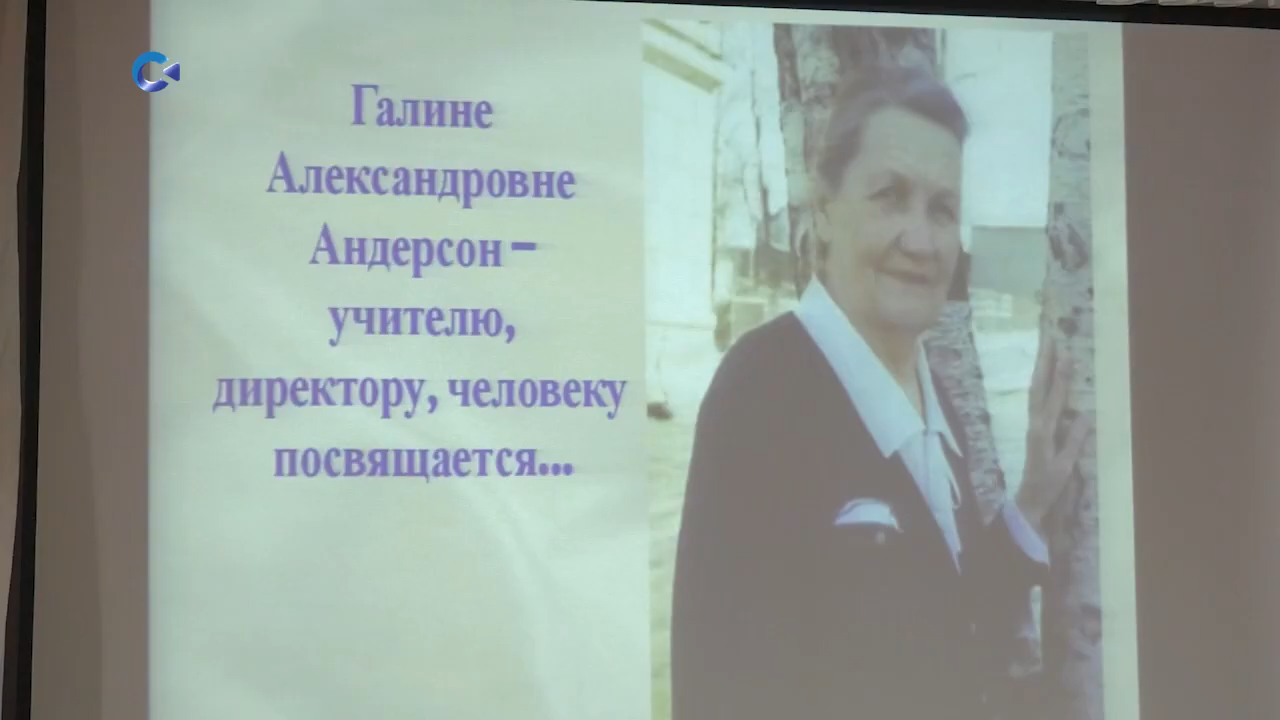 Галине
Александровне
Андерсон –
учителю,
директору, человеку
посвящается...